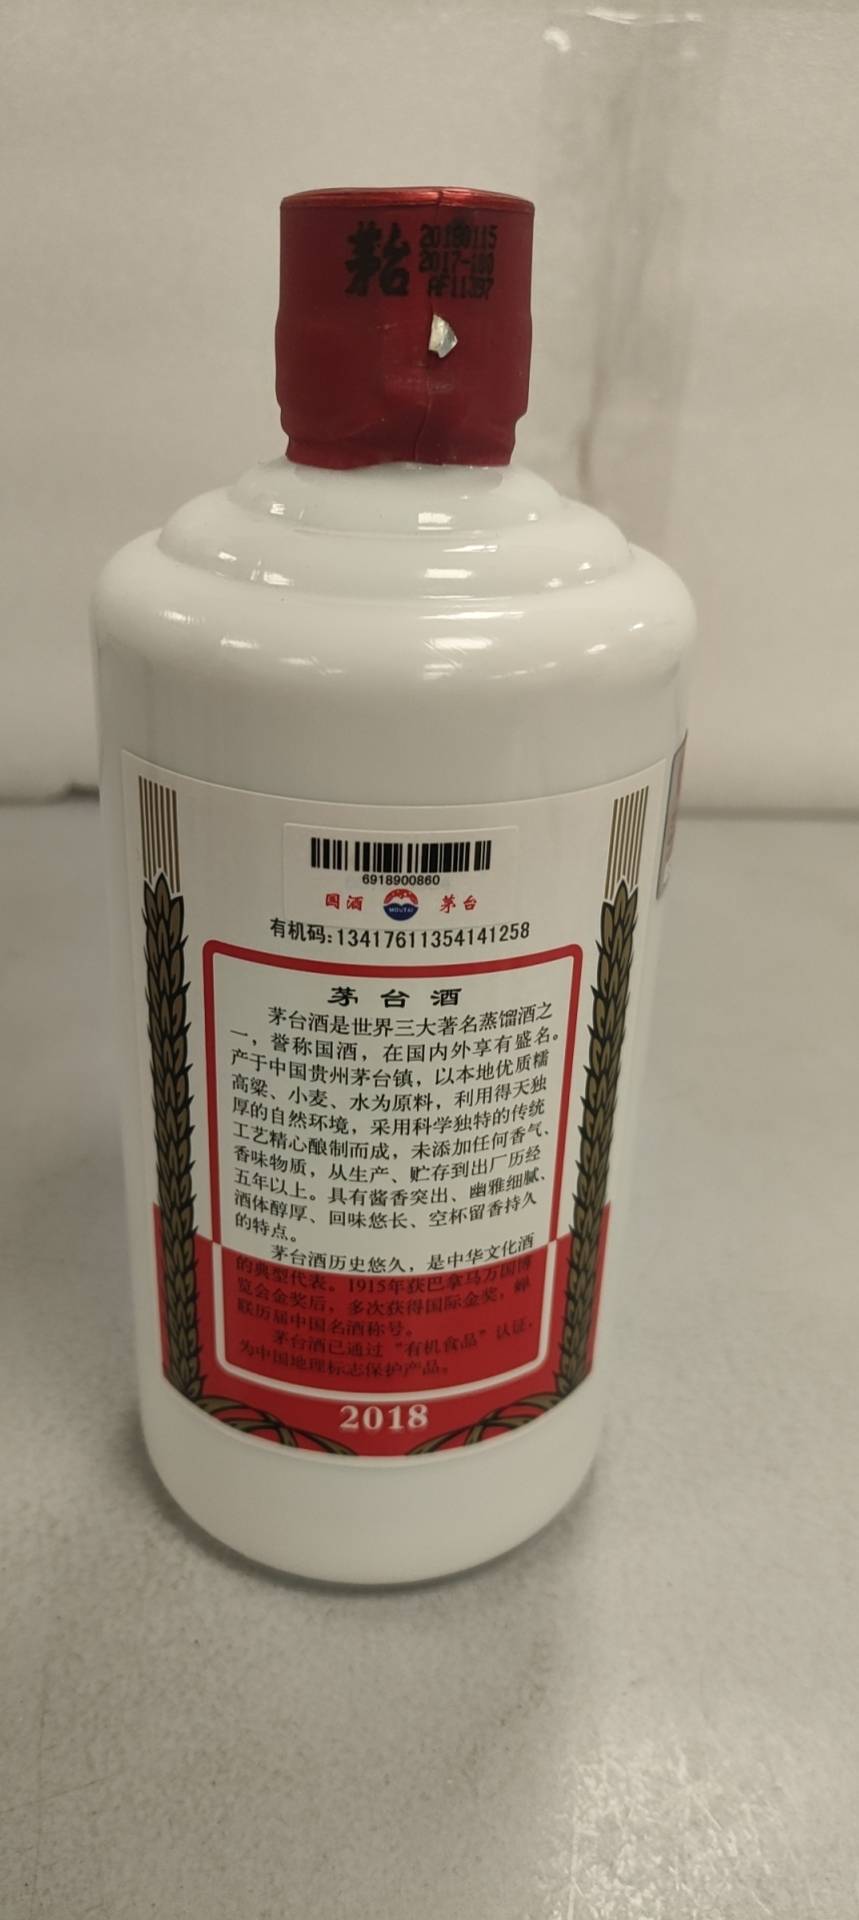 茅台
20180115
2017-100
RF11397
6918900860
国酒 MOUTAI 茅台
有机码:13417611354141258
茅台酒
茅台酒是世界三大著名蒸馏酒之
一，誉称国酒，在国内外享有盛名。
产于中国贵州茅台镇，以本地优质糯
高粱、小麦、水为原料，利用得天独
厚的自然环境，采用科学独特的传统
工艺精心酿制而成，未添加任何香气、
香味物质，从生产、贮存到出厂历经
五年以上。具有酱香突出、幽雅细腻、
酒体醇厚、回味悠长、空杯留香持久
的特点。
茅台酒历史悠久，是中华文化酒
的典型代表。1915年获巴拿马万国博
览会金奖后，多次获得国际金奖，蝉
联历届中国名酒称号。
茅台酒已通过“有机食品”认证，
为中国地理标志保护产品。
2018